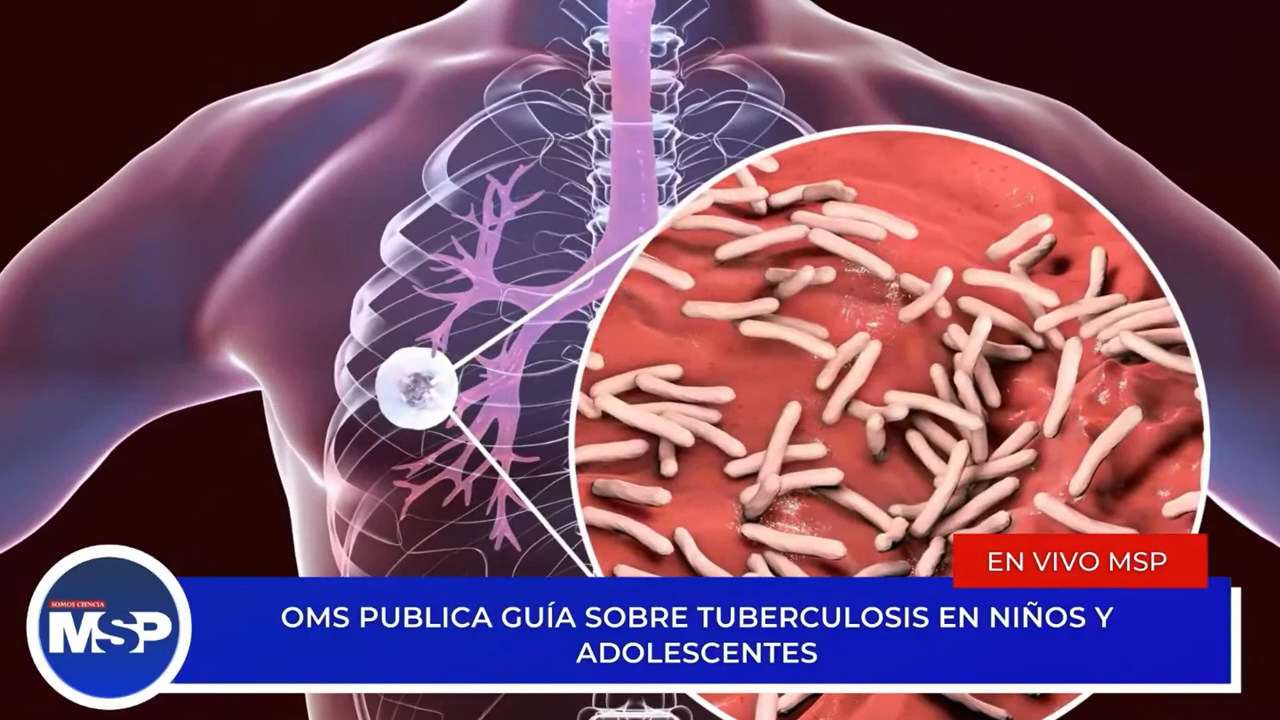 EN VIVO MSP
SOMOS CIENCIA
MSP
OMS PUBLICA GUÍA SOBRE TUBERCULOSIS EN NIÑOS Y
ADOLESCENTES